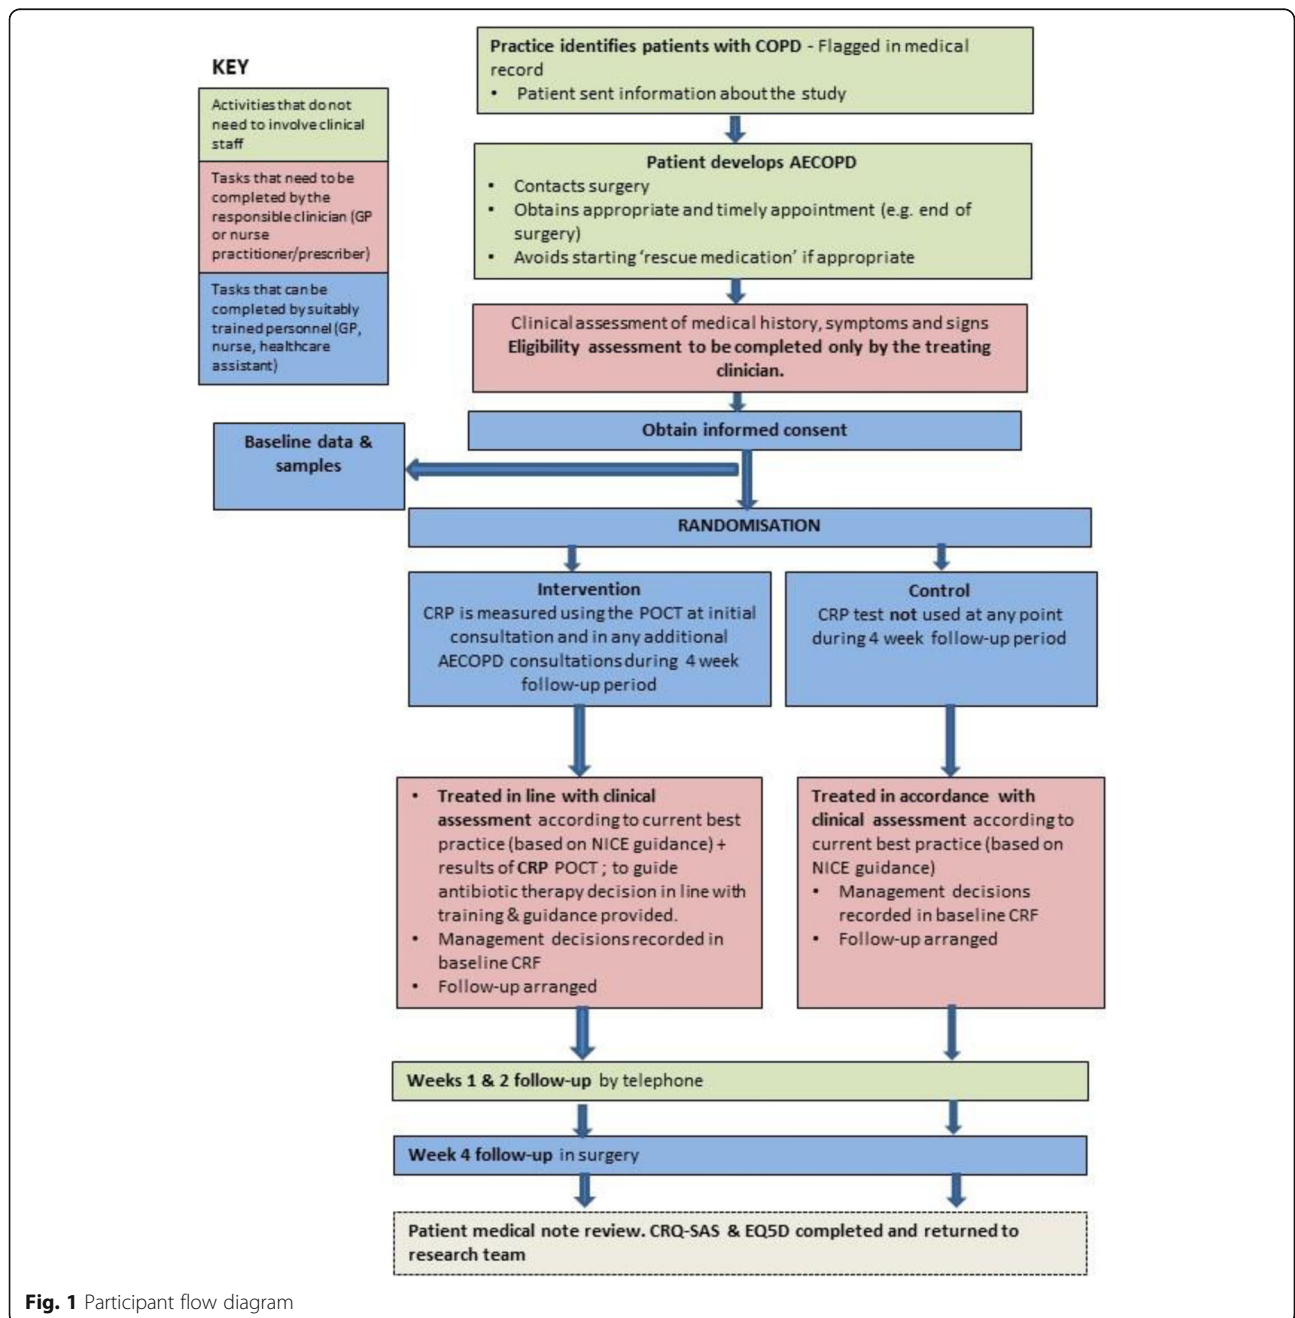 Practice identifies patients with COPD - Flagged in medical
record
• Patient sent information about the study
KEY
Activities that do not
need to involve clinical
staff
Tasks that need to be
completed by the
responsible clinician (GP
or nurse
practitioner/prescriber)
Tasks that can be
completed by suitably
trained personnel (GP,
nurse, healthcare
assistant)
Patient develops AECOPD
• Contacts surgery
• Obtains appropriate and timely appointment (e.g. end of
surgery)
• Avoids starting 'rescue medication' if appropriate
Clinical assessment of medical history, symptoms and signs
Eligibility assessment to be completed only by the treating
clinician.
Obtain informed consent
Baseline data &
samples
RANDOMISATION
Intervention
CRP is measured using the POCT at initial
consultation and in any additional
AECOPD consultations during 4 week
follow-up period
Control
CRP test not used at any point
during 4 week follow-up period
• Treated in line with clinical
assessment according to current best
practice (based on NICE guidance) +
results of CRP POCT ; to guide
antibiotic therapy decision in line with
training & guidance provided.
• Management decisions recorded in
baseline CRF
• Follow-up arranged
Treated in accordance with
clinical assessment according to
current best practice (based on
NICE guidance)
• Management decisions
recorded in baseline CRF
• Follow-up arranged
Weeks 1 & 2 follow-up by telephone
Week 4 follow-up in surgery
Patient medical note review. CRQ-SAS & EQ5D completed and returned to
research team
Fig. 1 Participant flow diagram